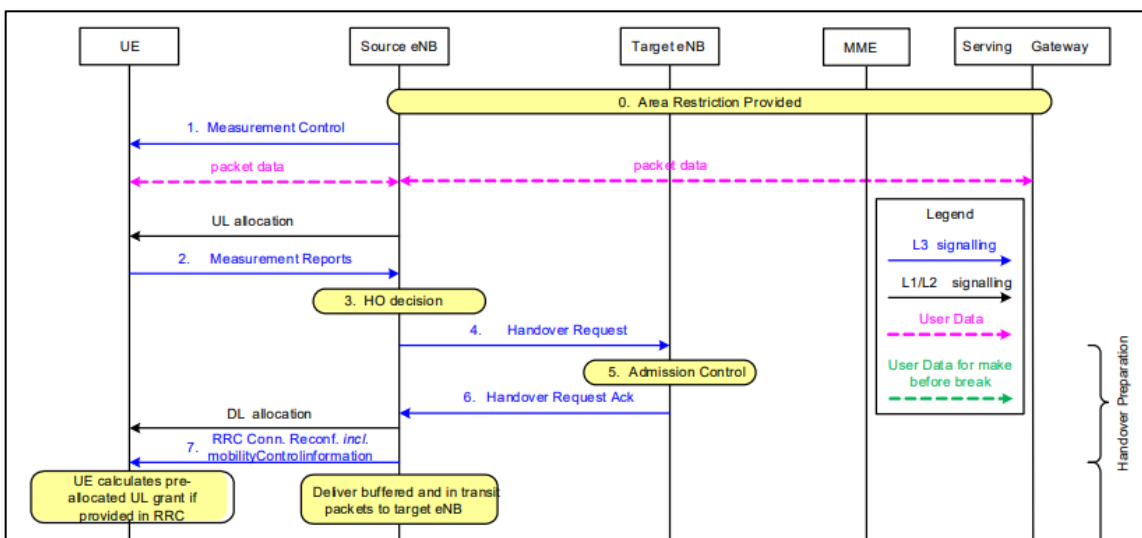 UE
Source eNB
Target eNB
MME
Serving Gateway
0. Area Restriction Provided
1. Measurement Control
packet data
packet data
UL allocation
Legend
L3 signalling
L1/L2 signalling
User Data
User Data for make
before break
2. Measurement Reports
3. HO decision
4. Handover Request
5. Admission Control
6. Handover Request Ack
DL allocation
7. RRC Conn. Reconf. incl.
mobilityControlinformation
UE calculates pre-
allocated UL grant if
provided in RRC
Deliver buffered and in transit
packets to target eNB
Handover Preparation